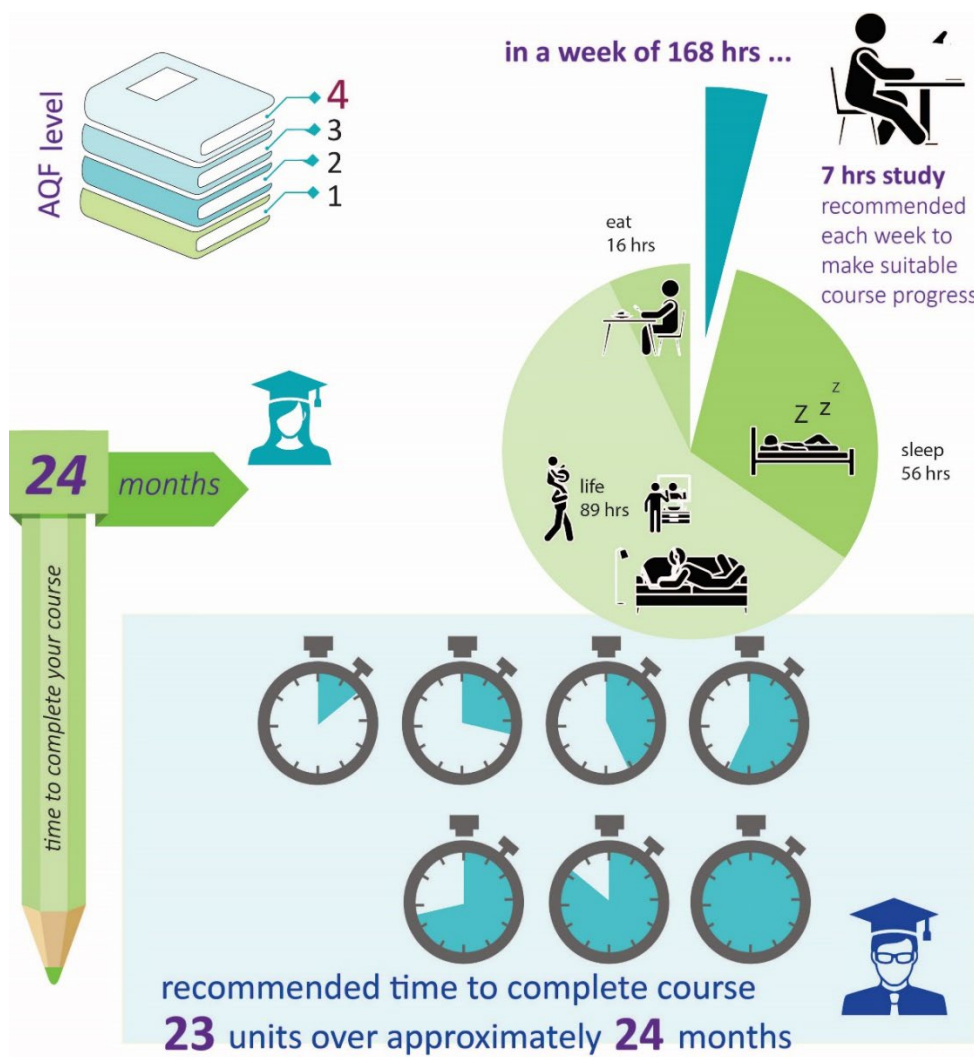 AQF level
4
3
2
1
in a week of 168 hrs ...
7 hrs study
recommended
each week to
make suitable
course progress
eat
16 hrs
z
z
Z
sleep
56 hrs
life
89 hrs
24
months
time to complete your course
recommended time to complete course
23 units over approximately 24 months